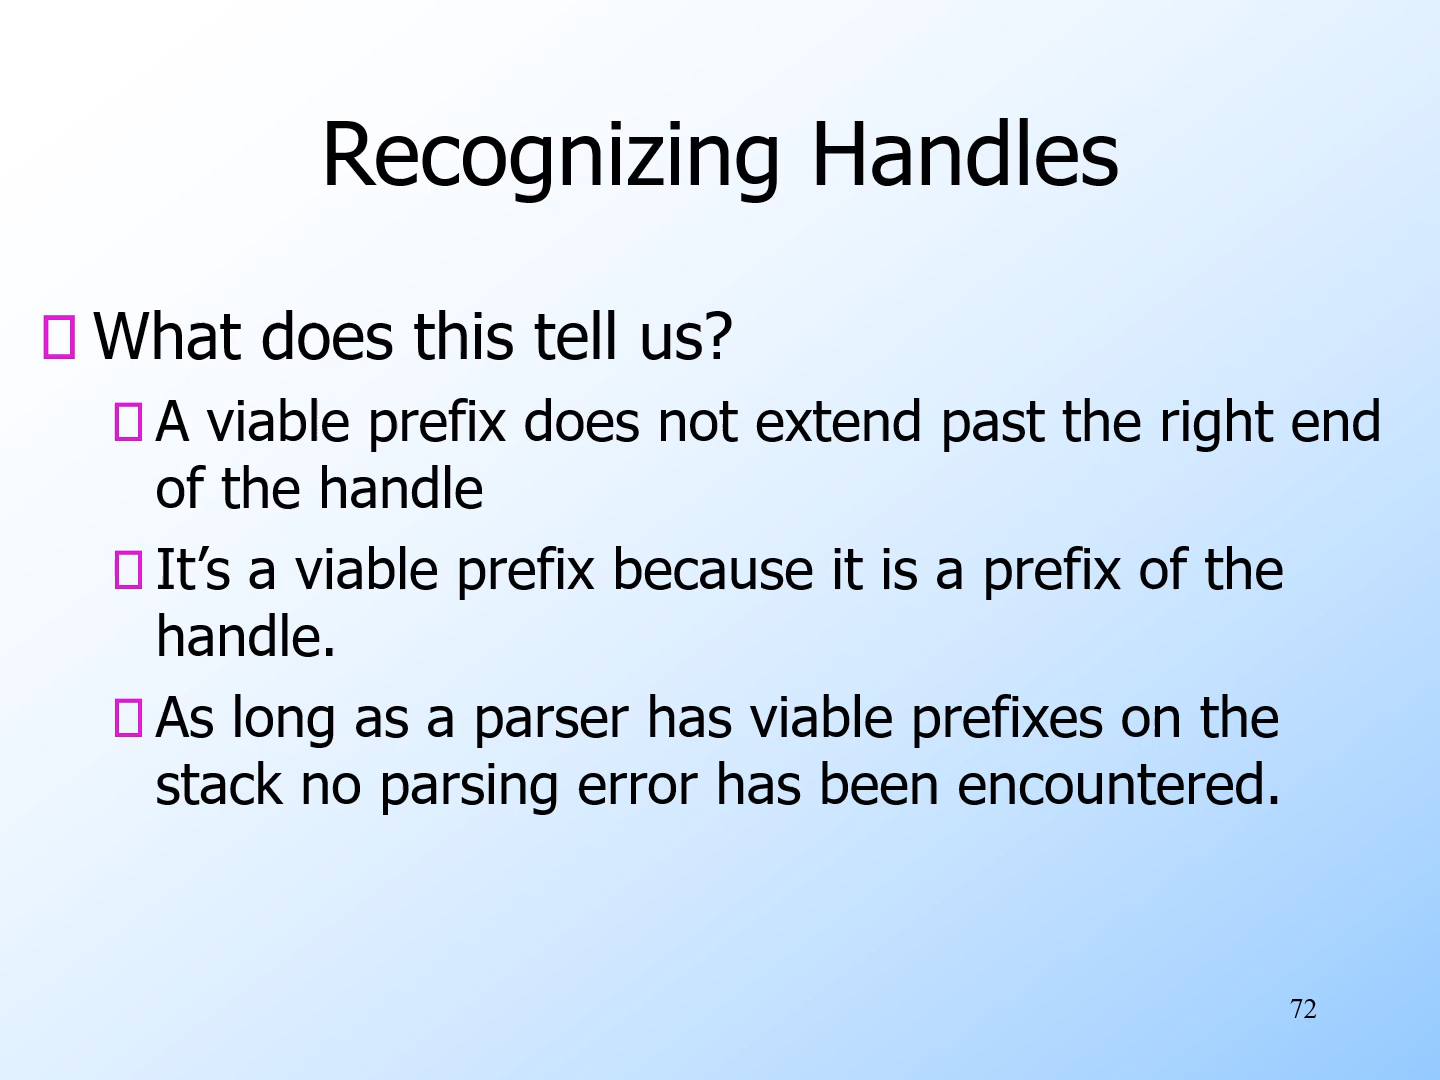 Recognizing Handles
What does this tell us?
A viable prefix does not extend past the right end
of the handle
It’s a viable prefix because it is a prefix of the
handle.
As long as a parser has viable prefixes on the
stack no parsing error has been encountered.
72